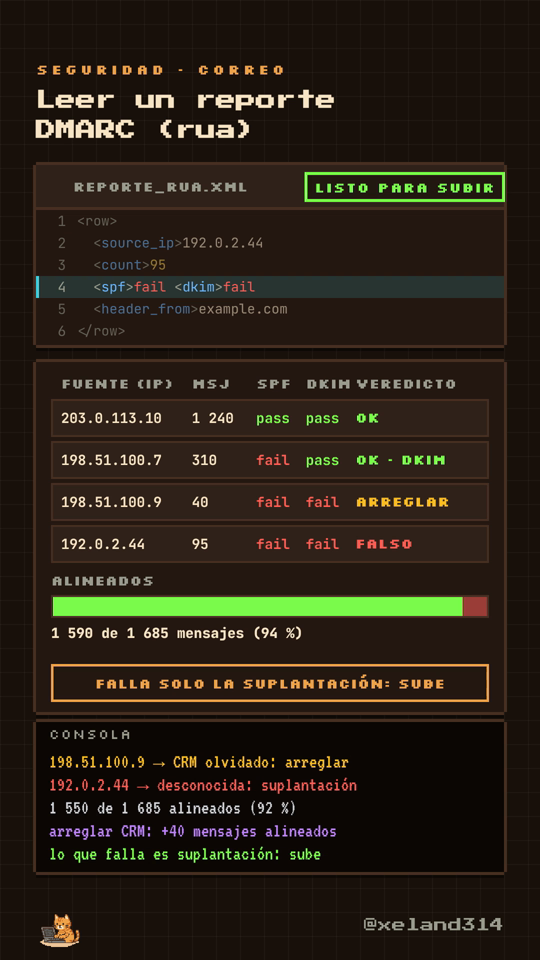 SEGURIDAD · CORREO
Leer un reporte
DMARC (rua)
REPORTE_RUA.XML
LISTO PARA SUBIR
1 <row>
2 <source_ip>192.0.2.44
3 <count>95
4 <spf>fail <dkim>fail
5 <header_from>example.com
6 </row>
FUENTE (IP) MSJ SPF DKIM VEREDICTO
203.0.113.10 1 240 pass pass OK
198.51.100.7 310 fail pass OK · DKIM
198.51.100.9 40 fail fail ARREGLAR
192.0.2.44 95 fail fail FALSO
ALINEADOS
1 590 de 1 685 mensajes (94 %)
FALLA SOLO LA SUPLANTACIÓN: SUBE
CONSOLA
198.51.100.9 → CRM olvidado: arreglar
192.0.2.44 → desconocida: suplantación
1 550 de 1 685 alineados (92 %)
arreglar CRM: +40 mensajes alineados
lo que falla es suplantación: sube
@xeland314